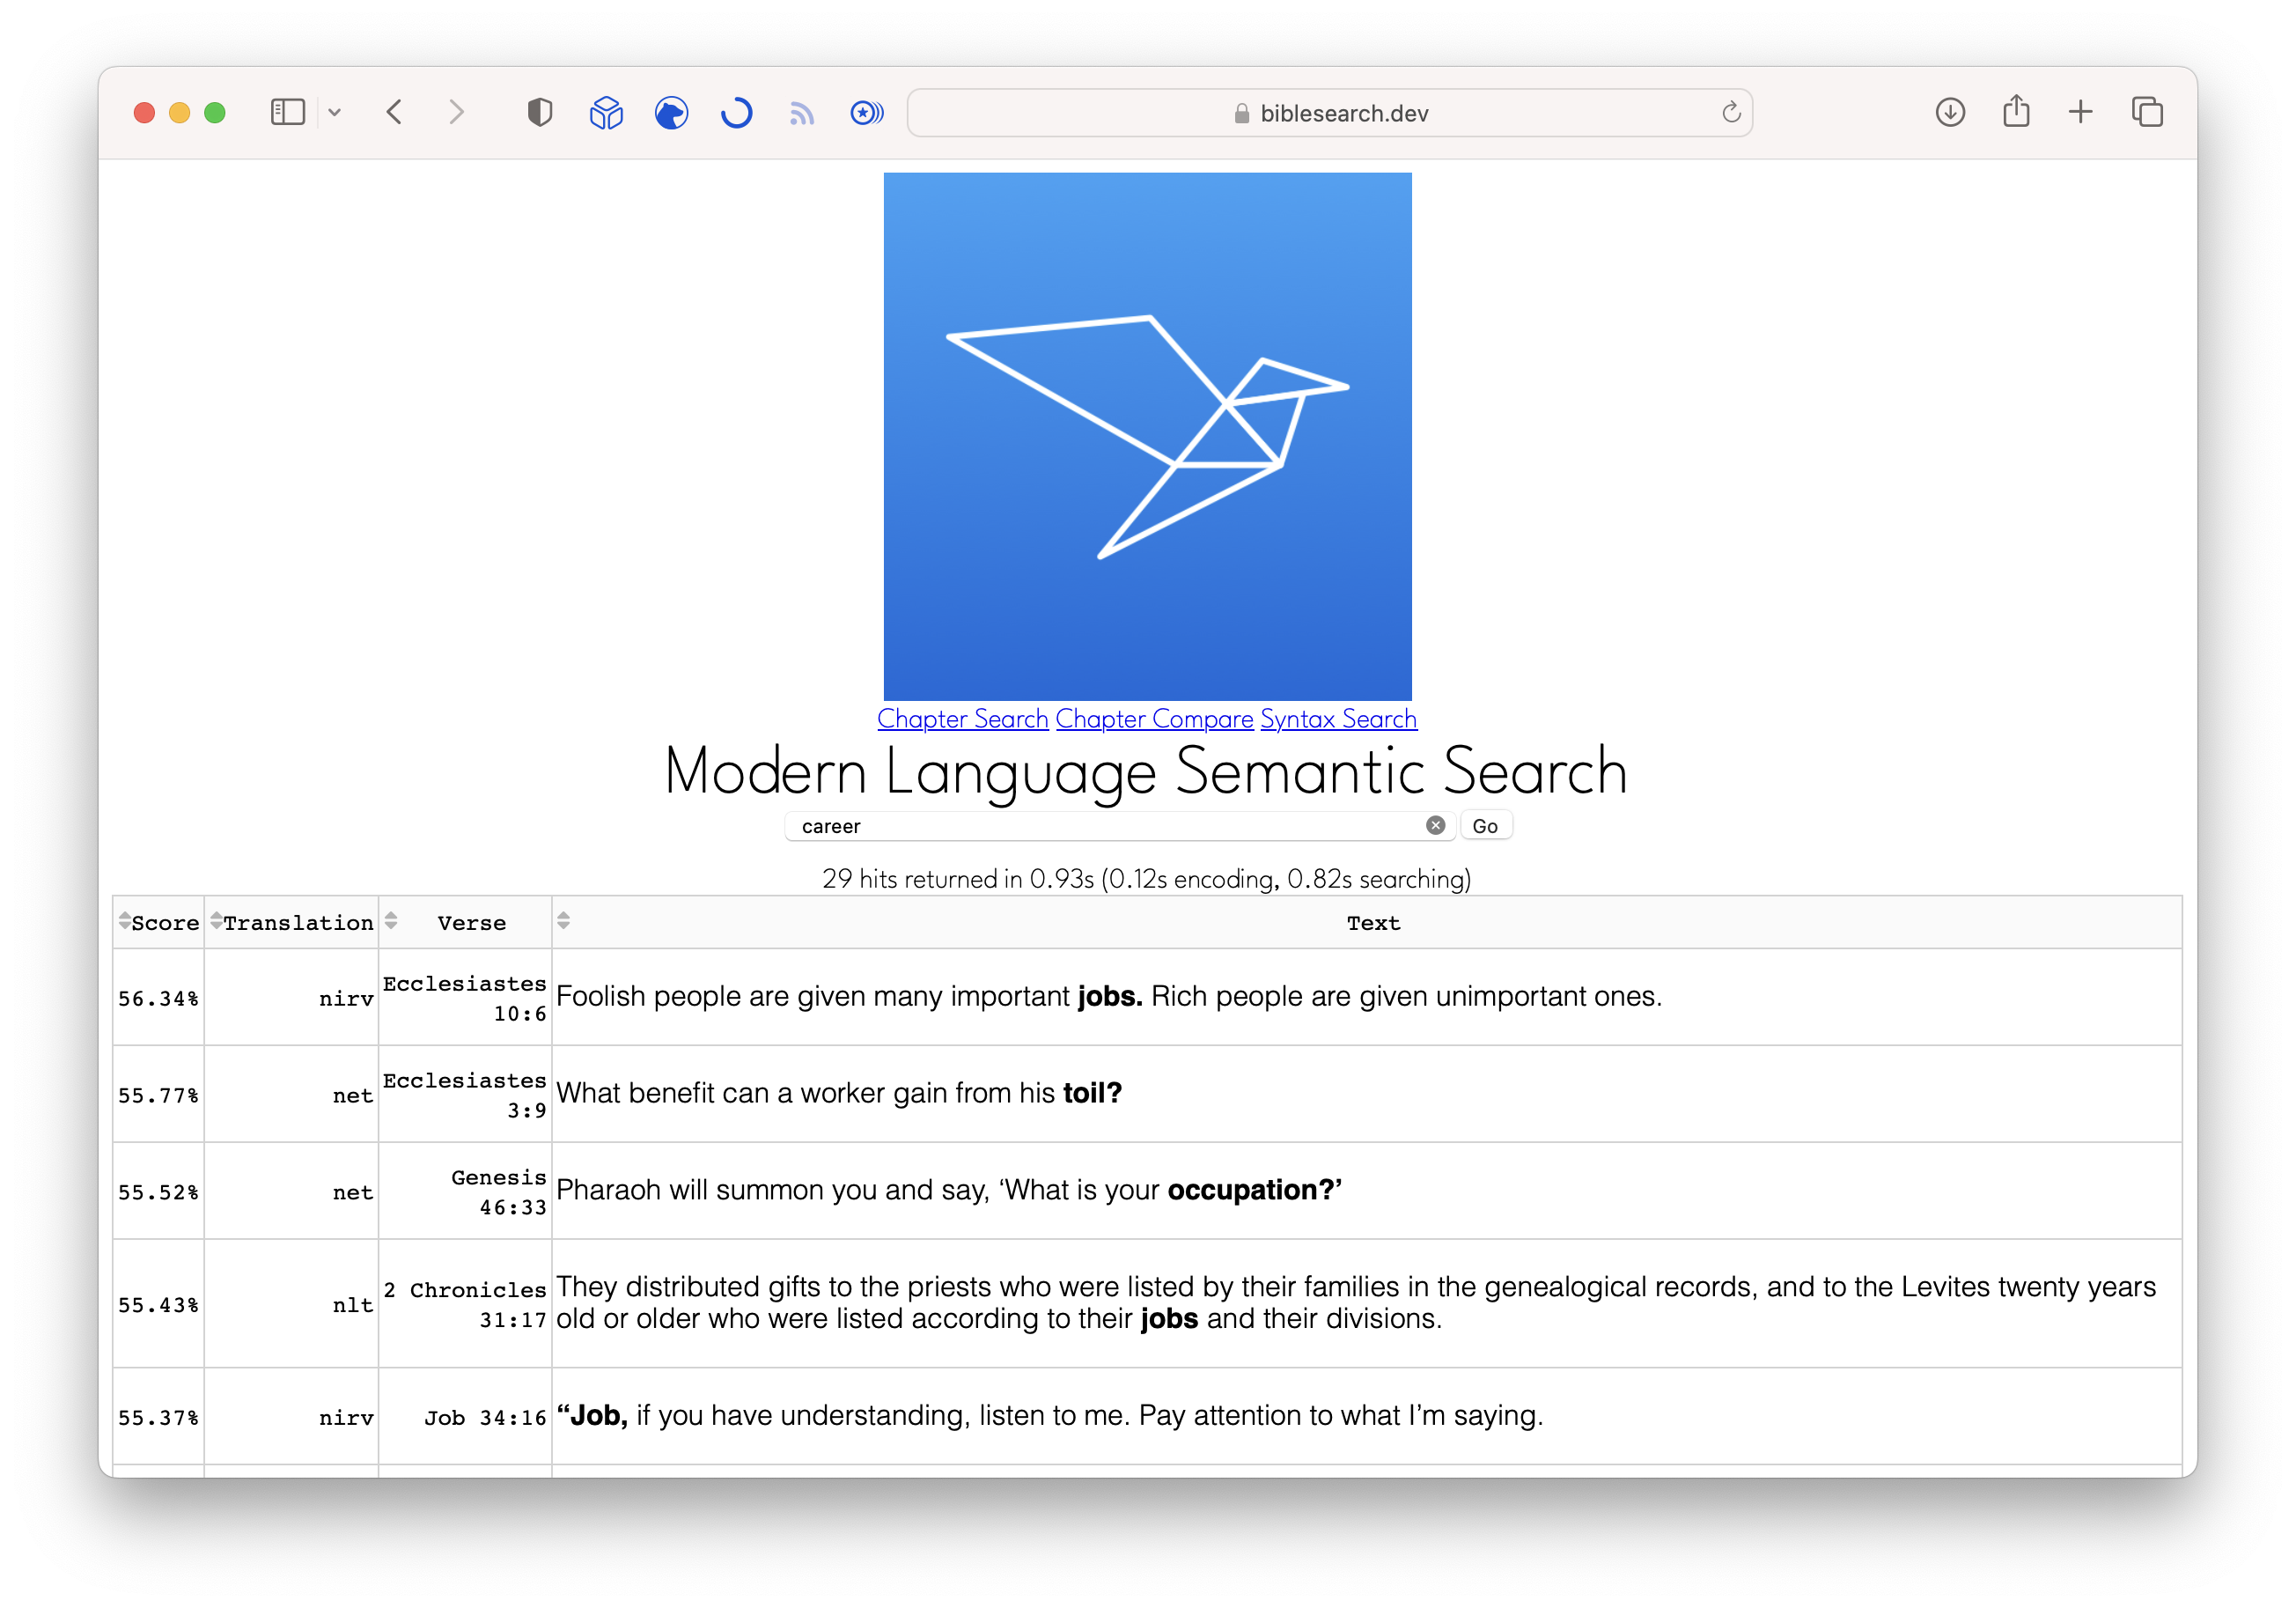 biblesearch.dev
Chapter Search Chapter Compare Syntax Search
Modern Language Semantic Search
career Go
29 hits returned in 0.93s (0.12s encoding, 0.82s searching)
Score Translation Verse Text
56.34% nirv Ecclesiastes 10:6 Foolish people are given many important jobs. Rich people are given unimportant ones.
55.77% net Ecclesiastes 3:9 What benefit can a worker gain from his toil?
55.52% net Genesis 46:33 Pharaoh will summon you and say, ‘What is your occupation?’
55.43% nlt 2 Chronicles 31:17 They distributed gifts to the priests who were listed by their families in the genealogical records, and to the Levites twenty years
old or older who were listed according to their jobs and their divisions.
55.37% nirv Job 34:16 “Job, if you have understanding, listen to me. Pay attention to what I’m saying.